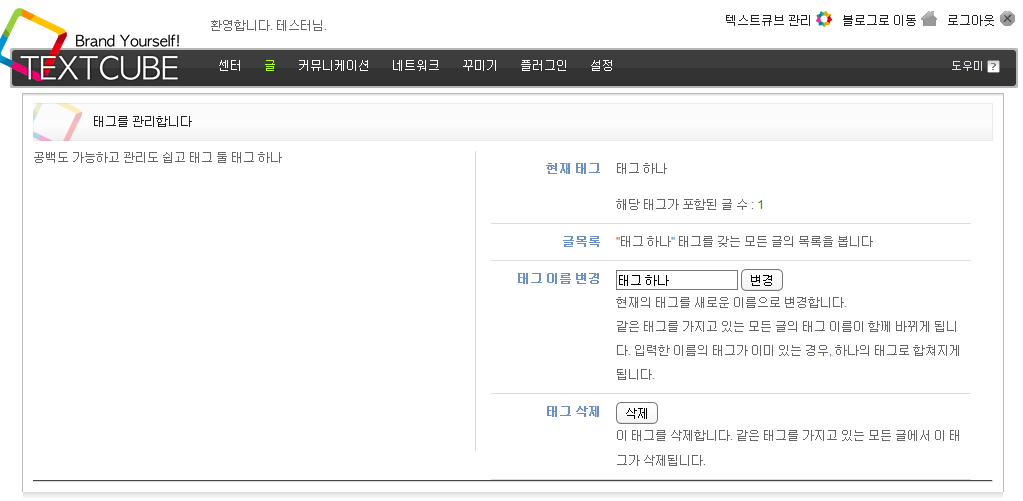 환영합니다. 테스터님.
텍스트큐브 관리 블로그로 이동 로그아웃
Brand Yourself!
TEXTCUBE
센터 글 커뮤니케이션 네트워크 꾸미기 플러그인 설정 도우미 ?
태그를 관리합니다
공백도 가능하고 관리도 쉽고 태그 둘 태그 하나
현재 태그 태그 하나
해당 태그가 포함된 글 수 : 1
글목록 "태그 하나" 태그를 갖는 모든 글의 목록을 봅니다
태그 이름 변경 태그 하나 변경
현재의 태그를 새로운 이름으로 변경합니다.
같은 태그를 가지고 있는 모든 글의 태그 이름이 함께 바뀌게 됩니
다. 입력한 이름의 태그가 이미 있는 경우, 하나의 태그로 합쳐지게
됩니다.
태그 삭제 삭제
이 태그를 삭제합니다. 같은 태그를 가지고 있는 모든 글에서 이 태
그가 삭제됩니다.